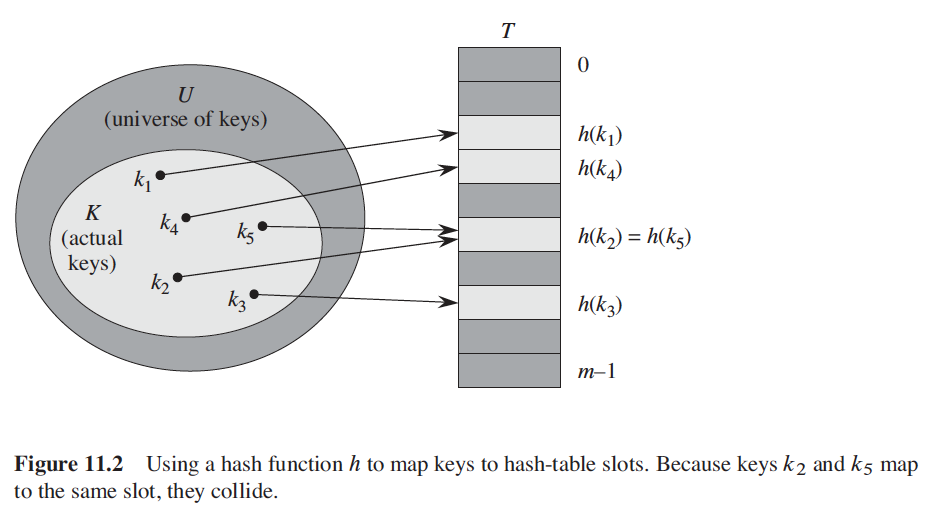 T
0
U
(universe of keys)
h(k₁)
h(k₄)
k₁
K
(actual
keys)
k₄
k₅
h(k₂) = h(k₅)
k₂
k₃
h(k₃)
m–1
Figure 11.2 Using a hash function h to map keys to hash-table slots. Because keys k₂ and k₅ map
to the same slot, they collide.